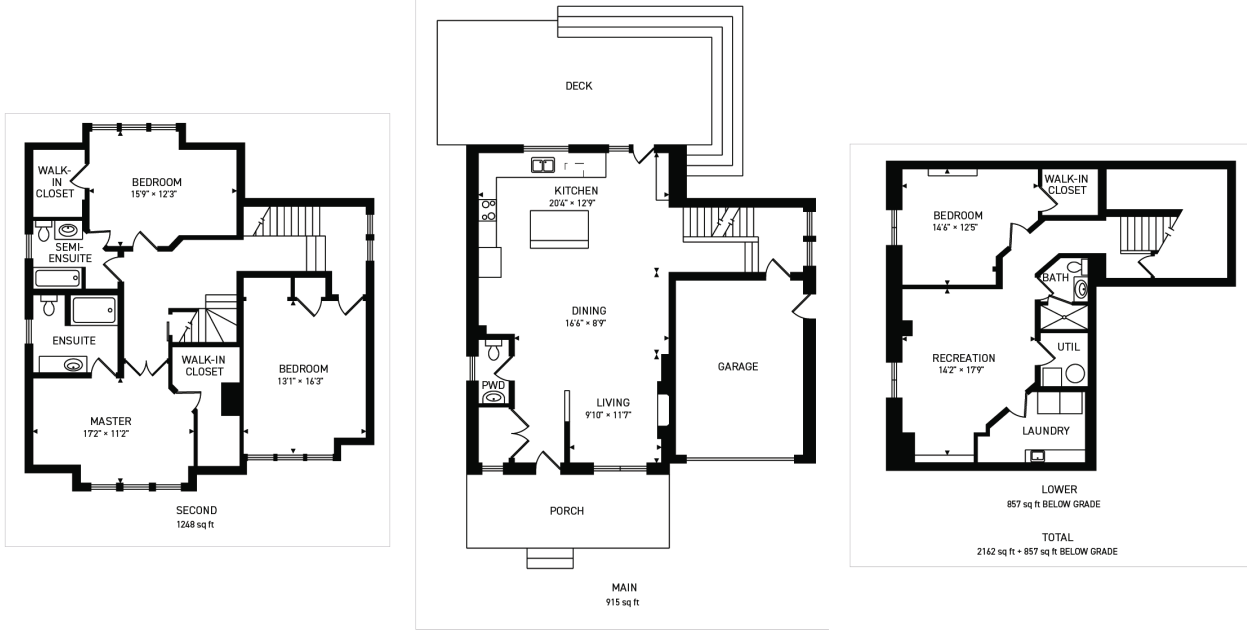 WALK-
IN
CLOSET
BEDROOM
15'9" × 12'3"
SEMI-
ENSUITE
ENSUITE
WALK-IN
CLOSET
BEDROOM
13'1" × 16'3"
MASTER
17'2" × 11'2"
SECOND
1248 sq ft
DECK
KITCHEN
20'4" × 12'9"
DINING
16'6" × 8'9"
GARAGE
PWD
LIVING
9'10" × 11'7"
PORCH
MAIN
915 sq ft
WALK-IN
CLOSET
BEDROOM
14'6" × 12'5"
BATH
UTIL
RECREATION
14'2" × 17'9"
LAUNDRY
LOWER
857 sq ft BELOW GRADE
TOTAL
2162 sq ft + 857 sq ft BELOW GRADE